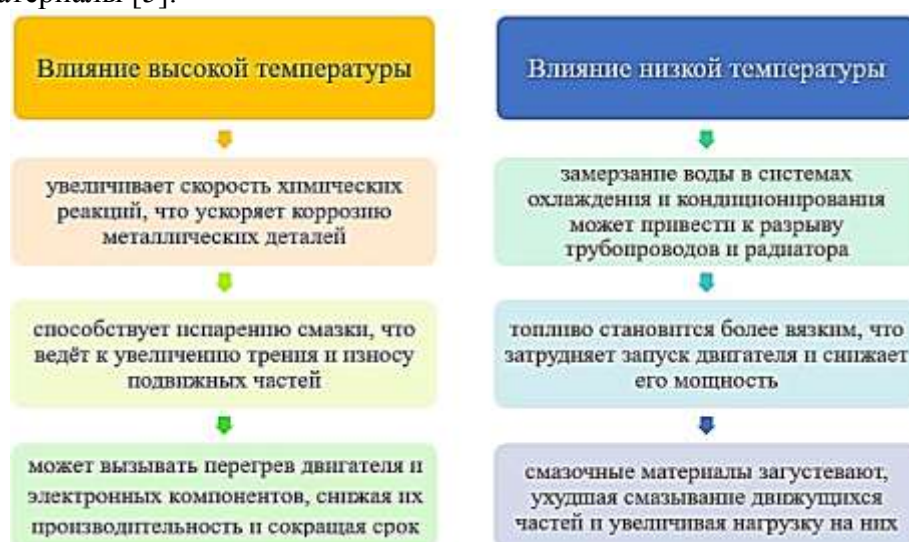 материалы [5].
Влияние высокой температуры
увеличивает скорость химических
реакций, что ускоряет коррозию
металлических деталей
способствует испарению смазки, что
ведёт к увеличению трения и износу
подвижных частей
может вызывать перегрев двигателя и
электронных компонентов, снижая их
производительность и сокращая срок
Влияние низкой температуры
замерзание воды в системах
охлаждения и кондиционирования
может привести к разрыву
трубопроводов и радиатора
топливо становится более вязким, что
затрудняет запуск двигателя и снижает
его мощность
смазочные материалы загустевают,
ухудшая смазывание движущихся
частей и увеличивая нагрузку на них